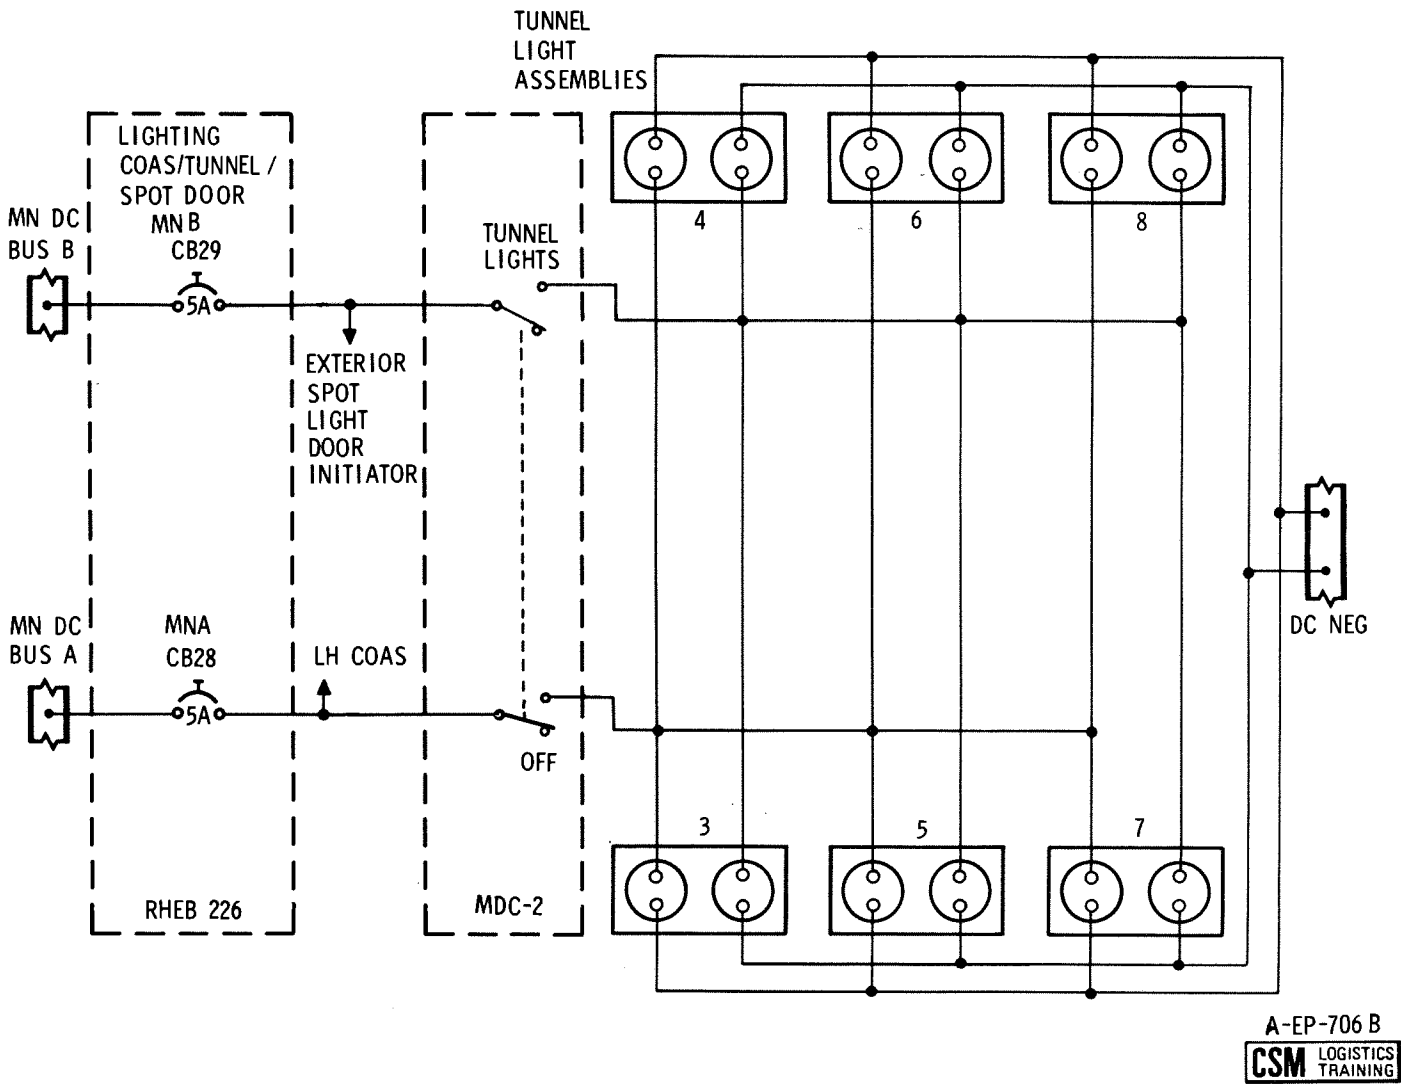 TUNNEL
LIGHT
ASSEMBLIES
LIGHTING
COAS/TUNNEL/
SPOT DOOR
MN B
CB29
5A
MN DC
BUS B
TUNNEL
LIGHTS
4
6
8
EXTERIOR
SPOT
LIGHT
DOOR
INITIATOR
MN DC
BUS A
MNA
CB28
5A
LH COAS
OFF
DC NEG
3
5
7
RHEB 226
MDC-2
A-EP-706 B
CSM LOGISTICS
TRAINING